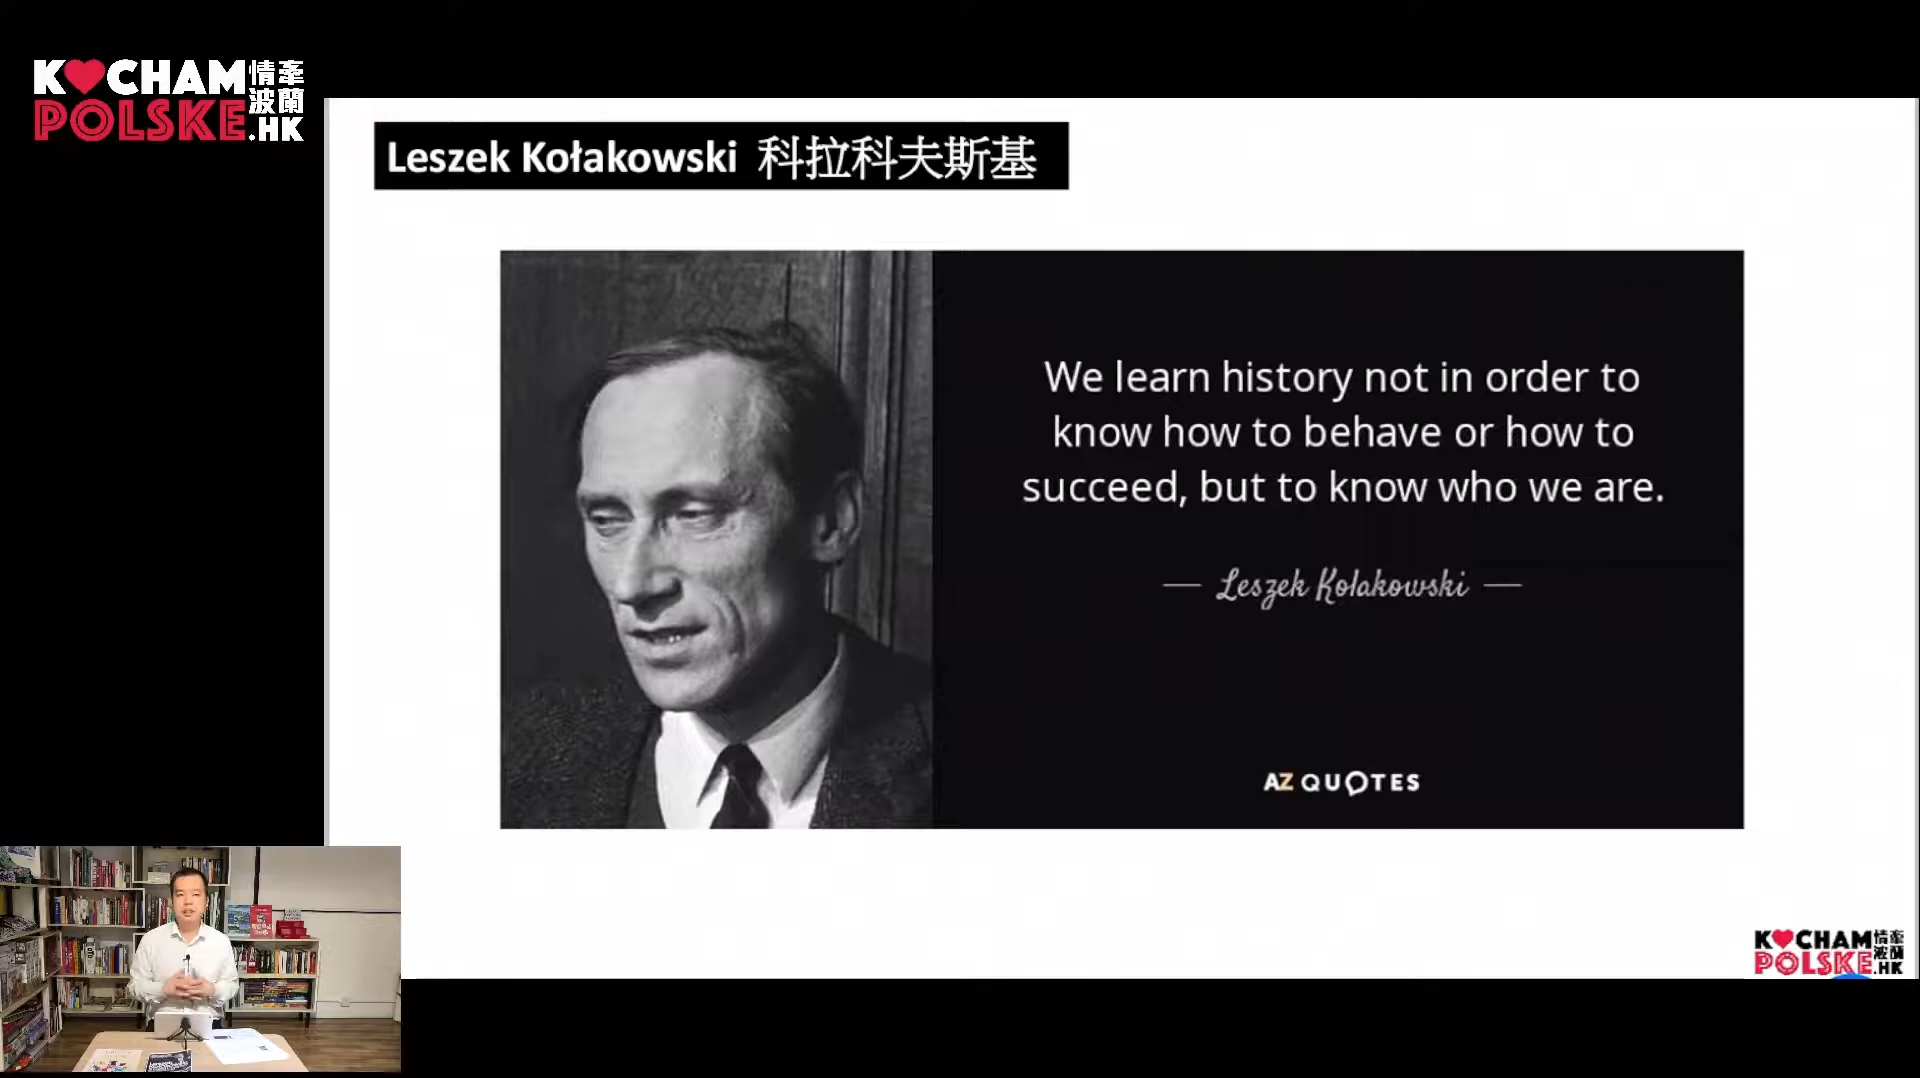 KOCHAM 情牽
POLSKE 波蘭
.HK
Leszek Kołakowski 科拉科夫斯基
We learn history not in order to
know how to behave or how to
succeed, but to know who we are.
— Leszek Kolakowski —
AZ QUOTES
KOCHAM 情牽
POLSKE 波蘭
.HK